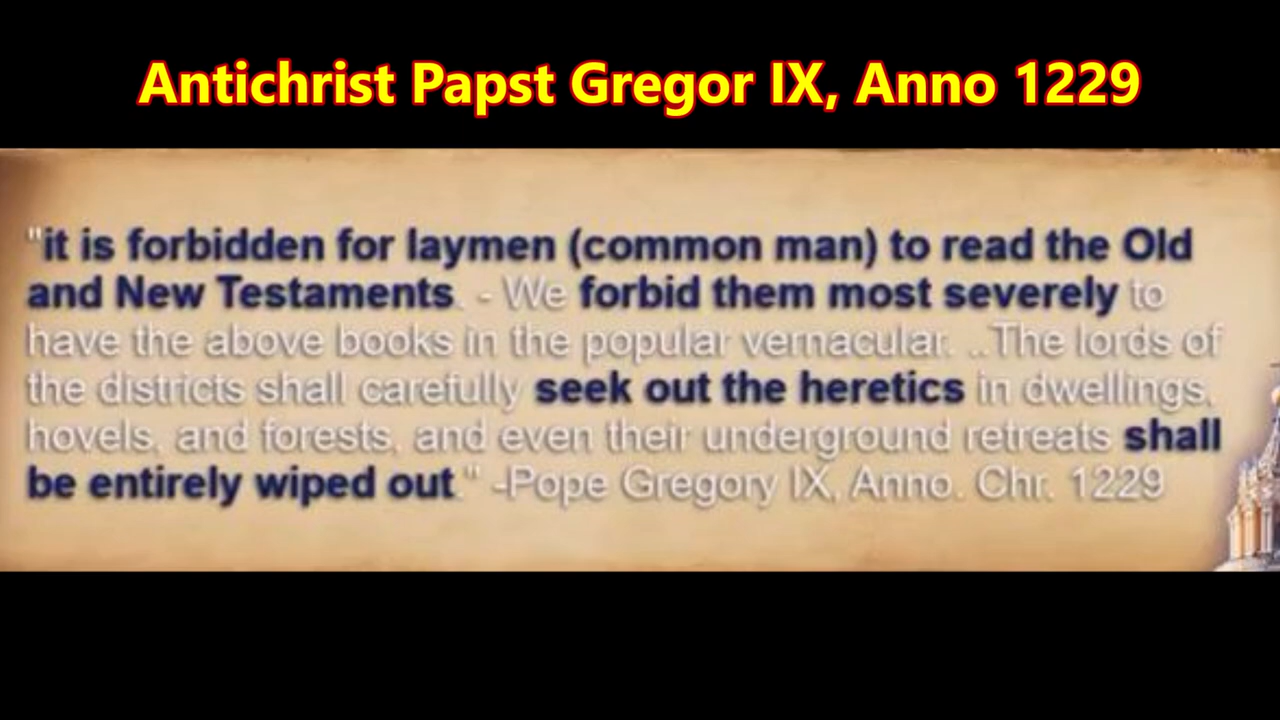 Antichrist Papst Gregor IX, Anno 1229
"it is forbidden for laymen (common man) to read the Old
and New Testaments. - We forbid them most severely to
have the above books in the popular vernacular. ..The lords of
the districts shall carefully seek out the heretics in dwellings,
hovels, and forests, and even their underground retreats shall
be entirely wiped out." -Pope Gregory IX, Anno. Chr. 1229